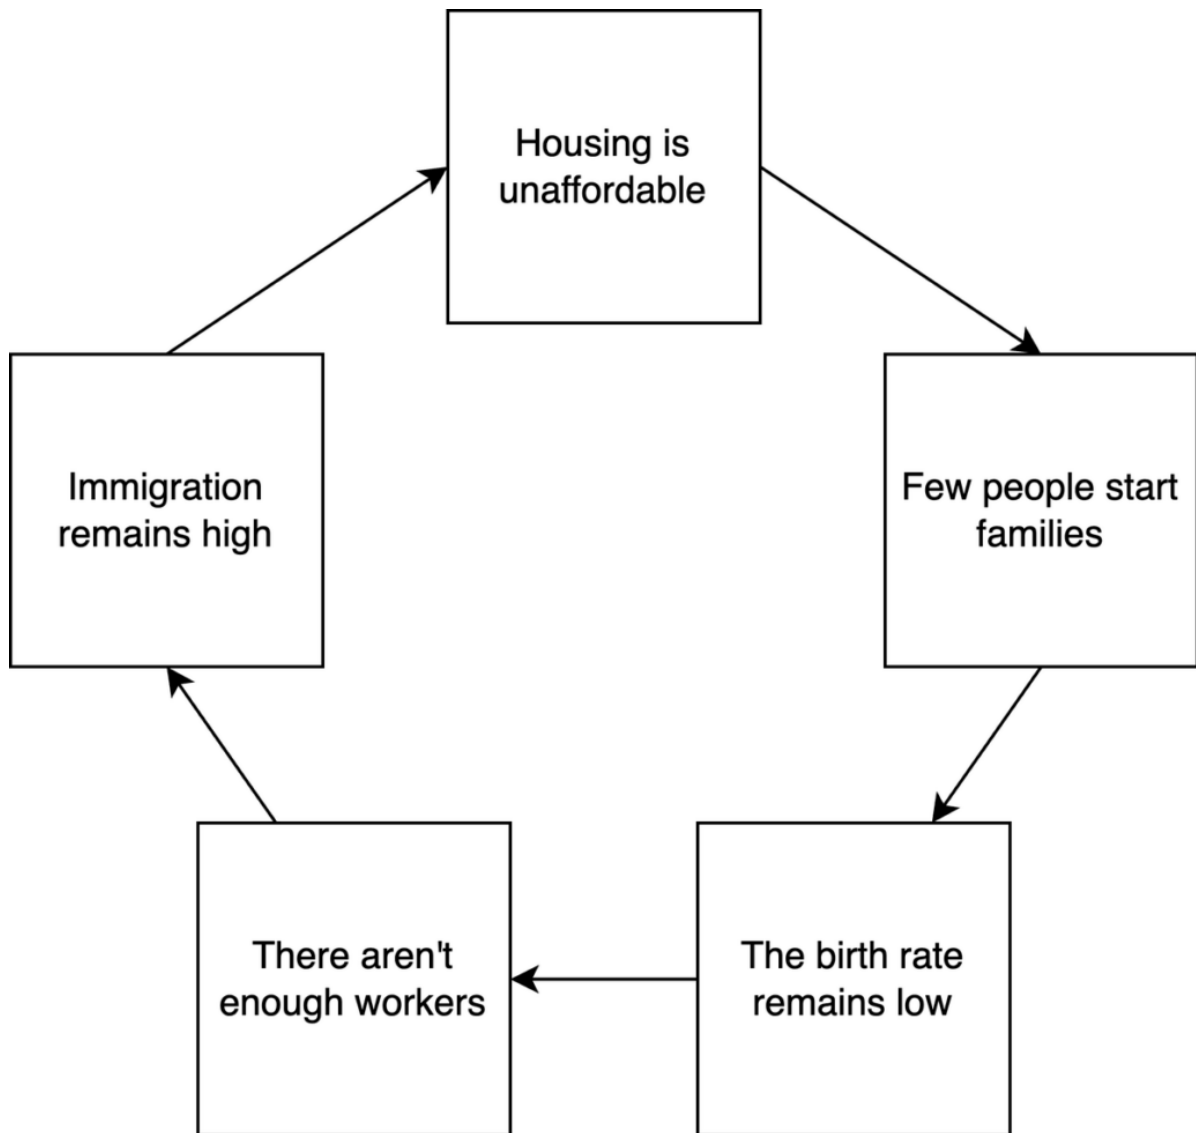 Housing is
unaffordable
Few people start
families
The birth rate
remains low
There aren't
enough workers
Immigration
remains high